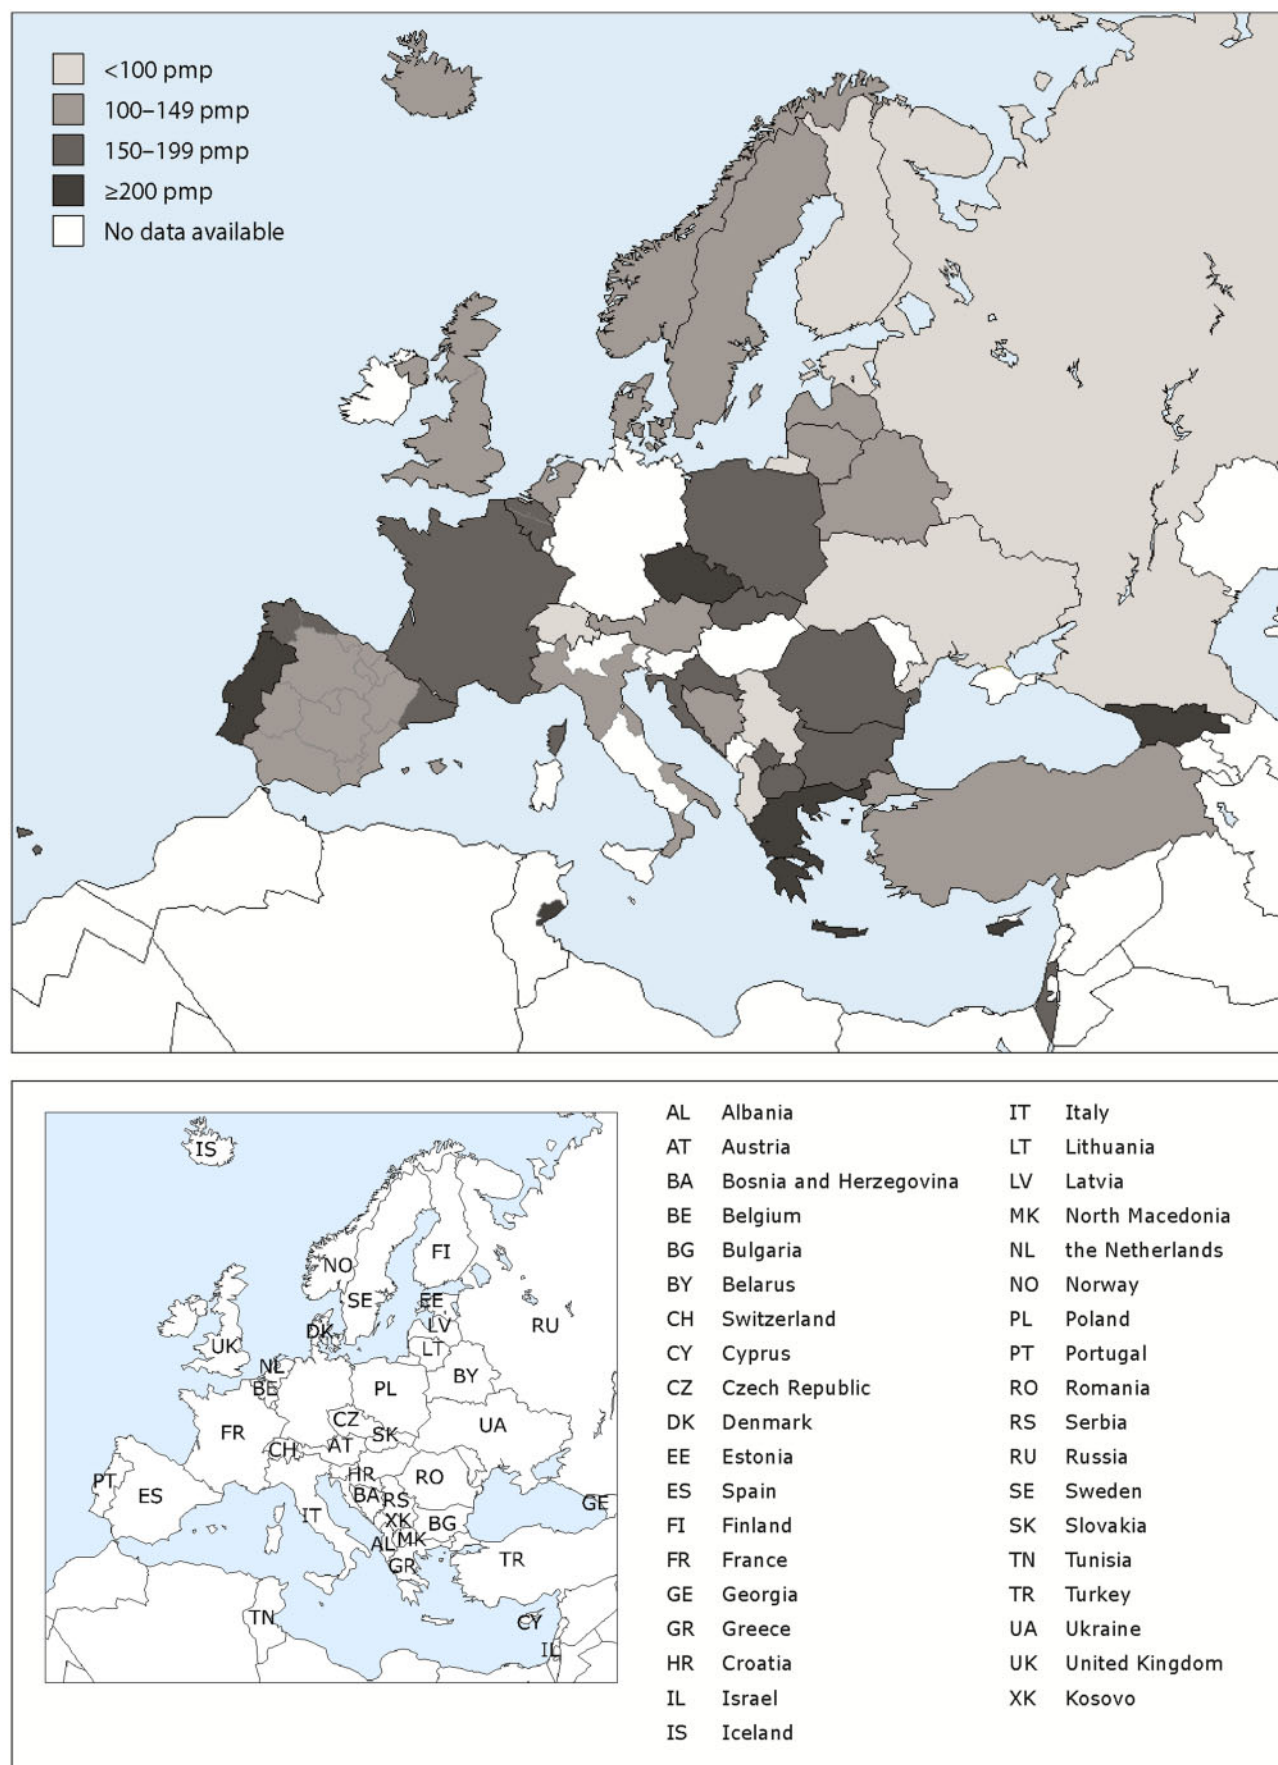 <100 pmp
100–149 pmp
150–199 pmp
≥200 pmp
No data available
IS
NO
FI
SE
EE
RU
DK
LV
LT
UK
NL
BY
BE
PL
CZ
UA
FR
SK
CH
AT
HR
RO
PT
ES
BA
RS
GE
IT
XK
BG
AL
MK
TR
GR
TN
CY
IL
AL Albania
AT Austria
BA Bosnia and Herzegovina
BE Belgium
BG Bulgaria
BY Belarus
CH Switzerland
CY Cyprus
CZ Czech Republic
DK Denmark
EE Estonia
ES Spain
FI Finland
FR France
GE Georgia
GR Greece
HR Croatia
IL Israel
IS Iceland
IT Italy
LT Lithuania
LV Latvia
MK North Macedonia
NL the Netherlands
NO Norway
PL Poland
PT Portugal
RO Romania
RS Serbia
RU Russia
SE Sweden
SK Slovakia
TN Tunisia
TR Turkey
UA Ukraine
UK United Kingdom
XK Kosovo